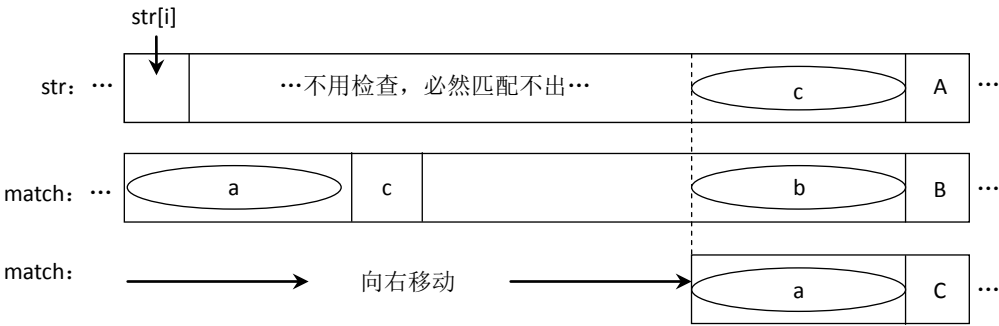 str[i]
str: … …不用检查，必然匹配不出… c A …
match: … a c b B …
match: 向右移动 a C …